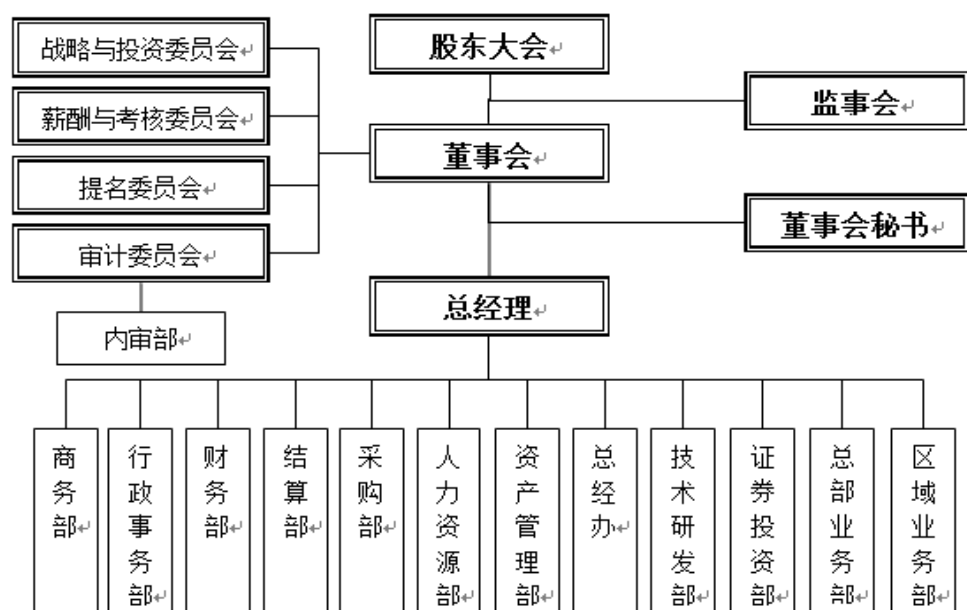 战略与投资委员会
股东大会
薪酬与考核委员会
监事会
董事会
提名委员会
董事会秘书
审计委员会
总经理
内审部
商务部
行政事务部
财务部
结算部
采购部
人力资源部
资产管理部
总经办
技术研发部
证券投资部
总部业务部
区域业务部